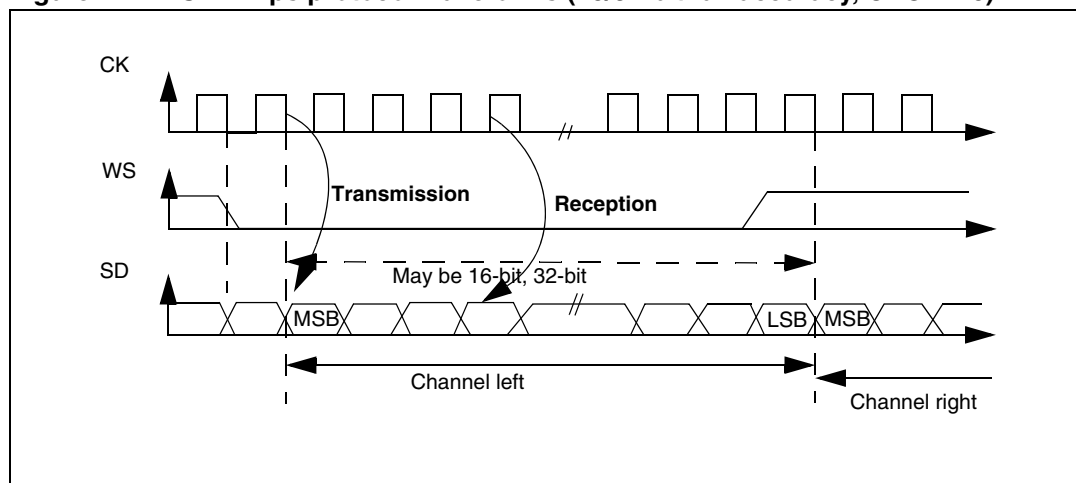 CK
WS
Transmission
Reception
SD
May be 16-bit, 32-bit
MSB
LSB
MSB
Channel left
Channel right